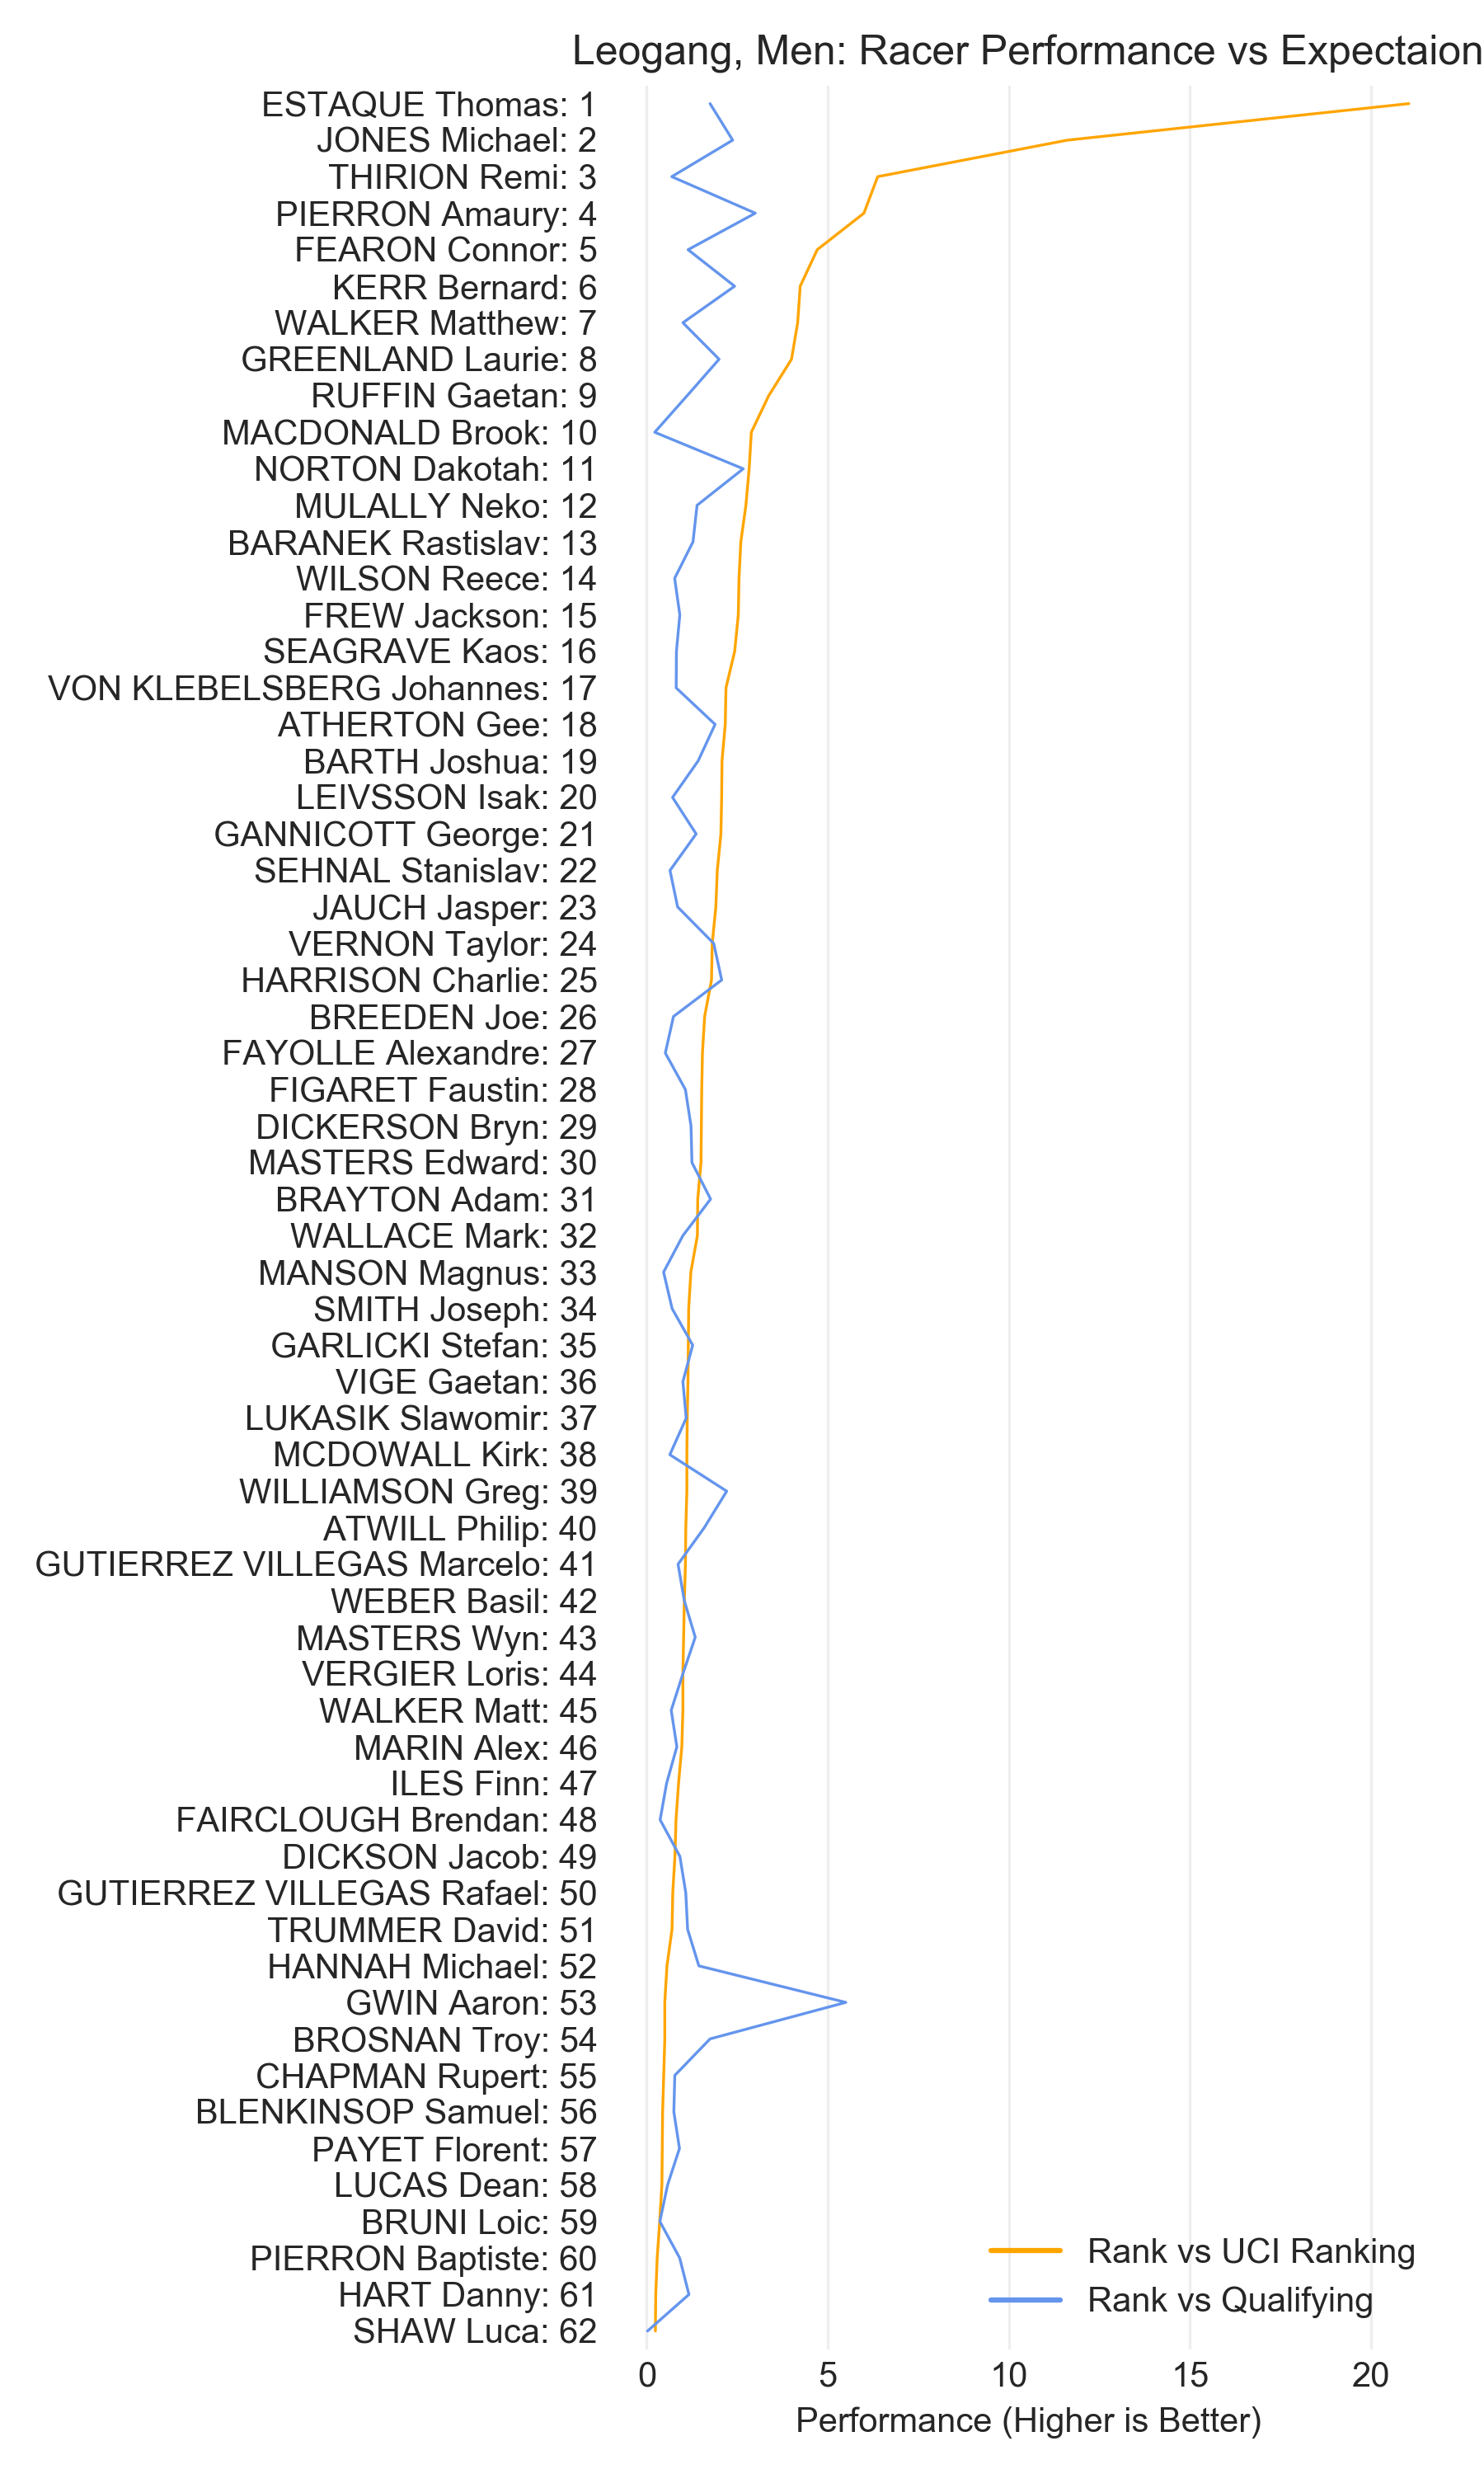 Leogang, Men: Racer Performance vs Expectaion
ESTAQUE Thomas: 1
JONES Michael: 2
THIRION Remi: 3
PIERRON Amaury: 4
FEARON Connor: 5
KERR Bernard: 6
WALKER Matthew: 7
GREENLAND Laurie: 8
RUFFIN Gaetan: 9
MACDONALD Brook: 10
NORTON Dakotah: 11
MULALLY Neko: 12
BARANEK Rastislav: 13
WILSON Reece: 14
FREW Jackson: 15
SEAGRAVE Kaos: 16
VON KLEBELSBERG Johannes: 17
ATHERTON Gee: 18
BARTH Joshua: 19
LEIVSSON Isak: 20
GANNICOTT George: 21
SEHNAL Stanislav: 22
JAUCH Jasper: 23
VERNON Taylor: 24
HARRISON Charlie: 25
BREEDEN Joe: 26
FAYOLLE Alexandre: 27
FIGARET Faustin: 28
DICKERSON Bryn: 29
MASTERS Edward: 30
BRAYTON Adam: 31
WALLACE Mark: 32
MANSON Magnus: 33
SMITH Joseph: 34
GARLICKI Stefan: 35
VIGE Gaetan: 36
LUKASIK Slawomir: 37
MCDOWALL Kirk: 38
WILLIAMSON Greg: 39
ATWILL Philip: 40
GUTIERREZ VILLEGAS Marcelo: 41
WEBER Basil: 42
MASTERS Wyn: 43
VERGIER Loris: 44
WALKER Matt: 45
MARIN Alex: 46
ILES Finn: 47
FAIRCLOUGH Brendan: 48
DICKSON Jacob: 49
GUTIERREZ VILLEGAS Rafael: 50
TRUMMER David: 51
HANNAH Michael: 52
GWIN Aaron: 53
BROSNAN Troy: 54
CHAPMAN Rupert: 55
BLENKINSOP Samuel: 56
PAYET Florent: 57
LUCAS Dean: 58
BRUNI Loic: 59
PIERRON Baptiste: 60
HART Danny: 61
SHAW Luca: 62
Rank vs UCI Ranking
Rank vs Qualifying
0 5 10 15 20
Performance (Higher is Better)